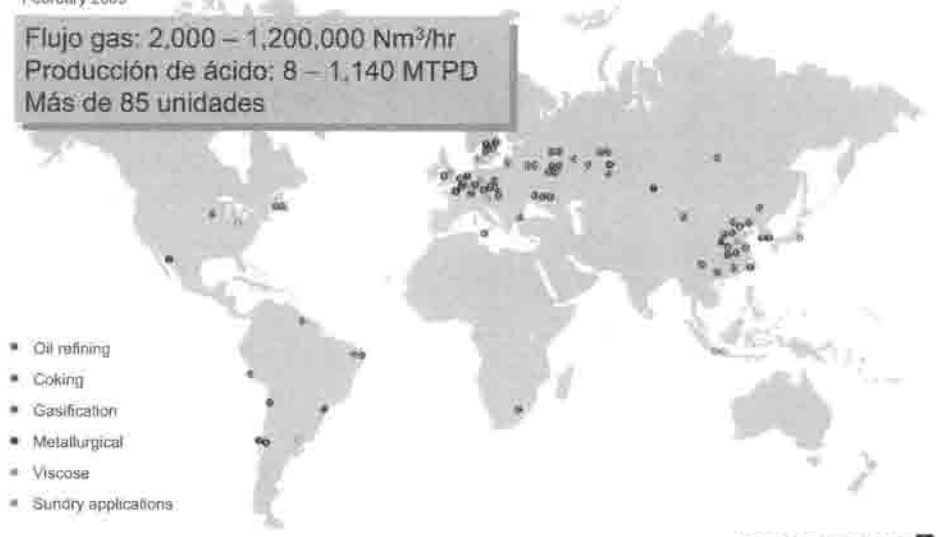 Flujo gas: 2,000 – 1,200,000 Nm³/hr
Producción de ácido: 8 – 1,140 MTPD
Más de 85 unidades
Oil refining
Coking
Gasification
Metallurgical
Viscose
Sundry applications